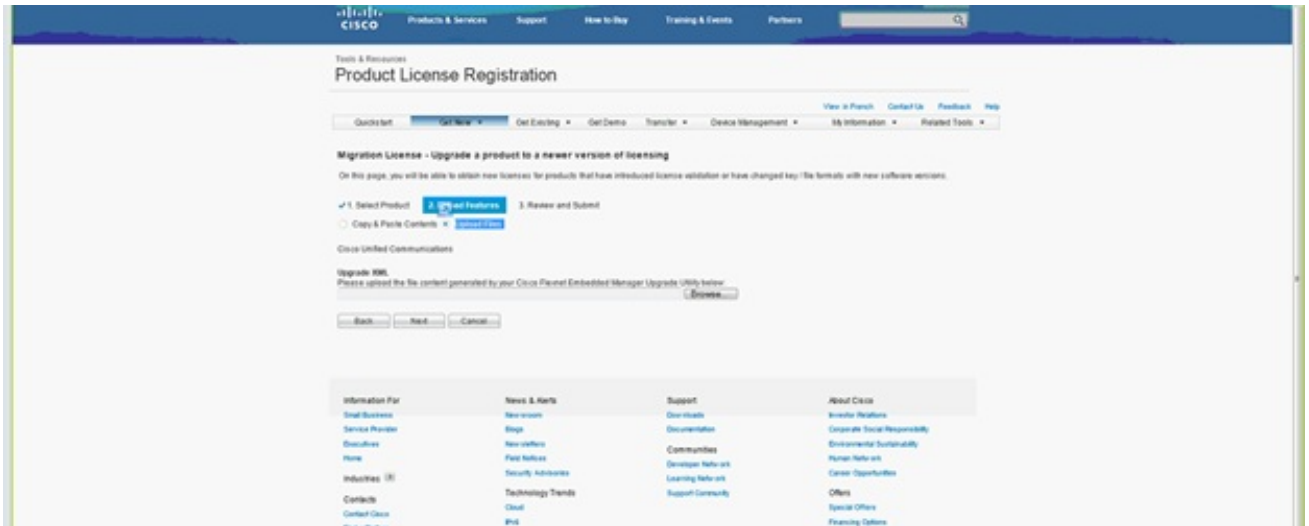 CISCO Products & Services Support How to Buy Training & Events Partners
Tools & Resources
Product License Registration
View in French Contact Us Feedback Help
Quickstart Get New Get Existing Get Demo Transfer Device Management My Information Related Tools
Migration License - Upgrade a product to a newer version of licensing
On this page, you will be able to obtain new licenses for products that have introduced license validation or have changed key / file formats with new software versions.
1. Select Product 2. Features 3. Review and Submit
Copy & Paste Contents Upload Files
Cisco Unified Communications
Upgrade XML
Please upload the file content generated by your Cisco Flexnet Embedded Manager Upgrade Utility below:
Browse...
Back Next Cancel
Information For News & Alerts Support About Cisco
Small Business Newsroom Downloads Investor Relations
Service Provider Blogs Documentation Corporate Social Responsibility
Executives Newsletters Environmental Sustainability
Home Field Notices Communities Human Network
Industries Security Advisories Developer Network Career Opportunities
Learning Network
Contacts Technology Trends Support Community Offers
Contact Cisco Cloud Special Offers
IPv6 Financing Options